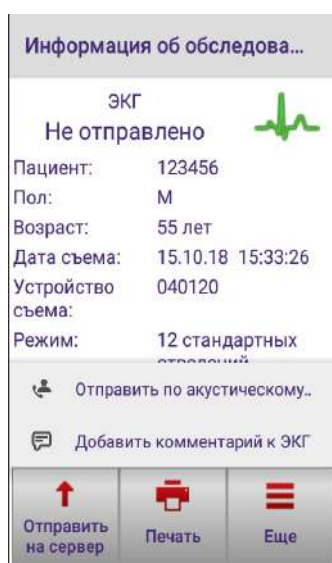 Информация об обследова...
ЭКГ
Не отправлено
Пациент: 123456
Пол: М
Возраст: 55 лет
Дата съема: 15.10.18 15:33:26
Устройство 040120
съема:
Режим: 12 стандартных
отведений
Отправить по акустическому..
Добавить комментарий к ЭКГ
Отправить
на сервер
Печать
Еще